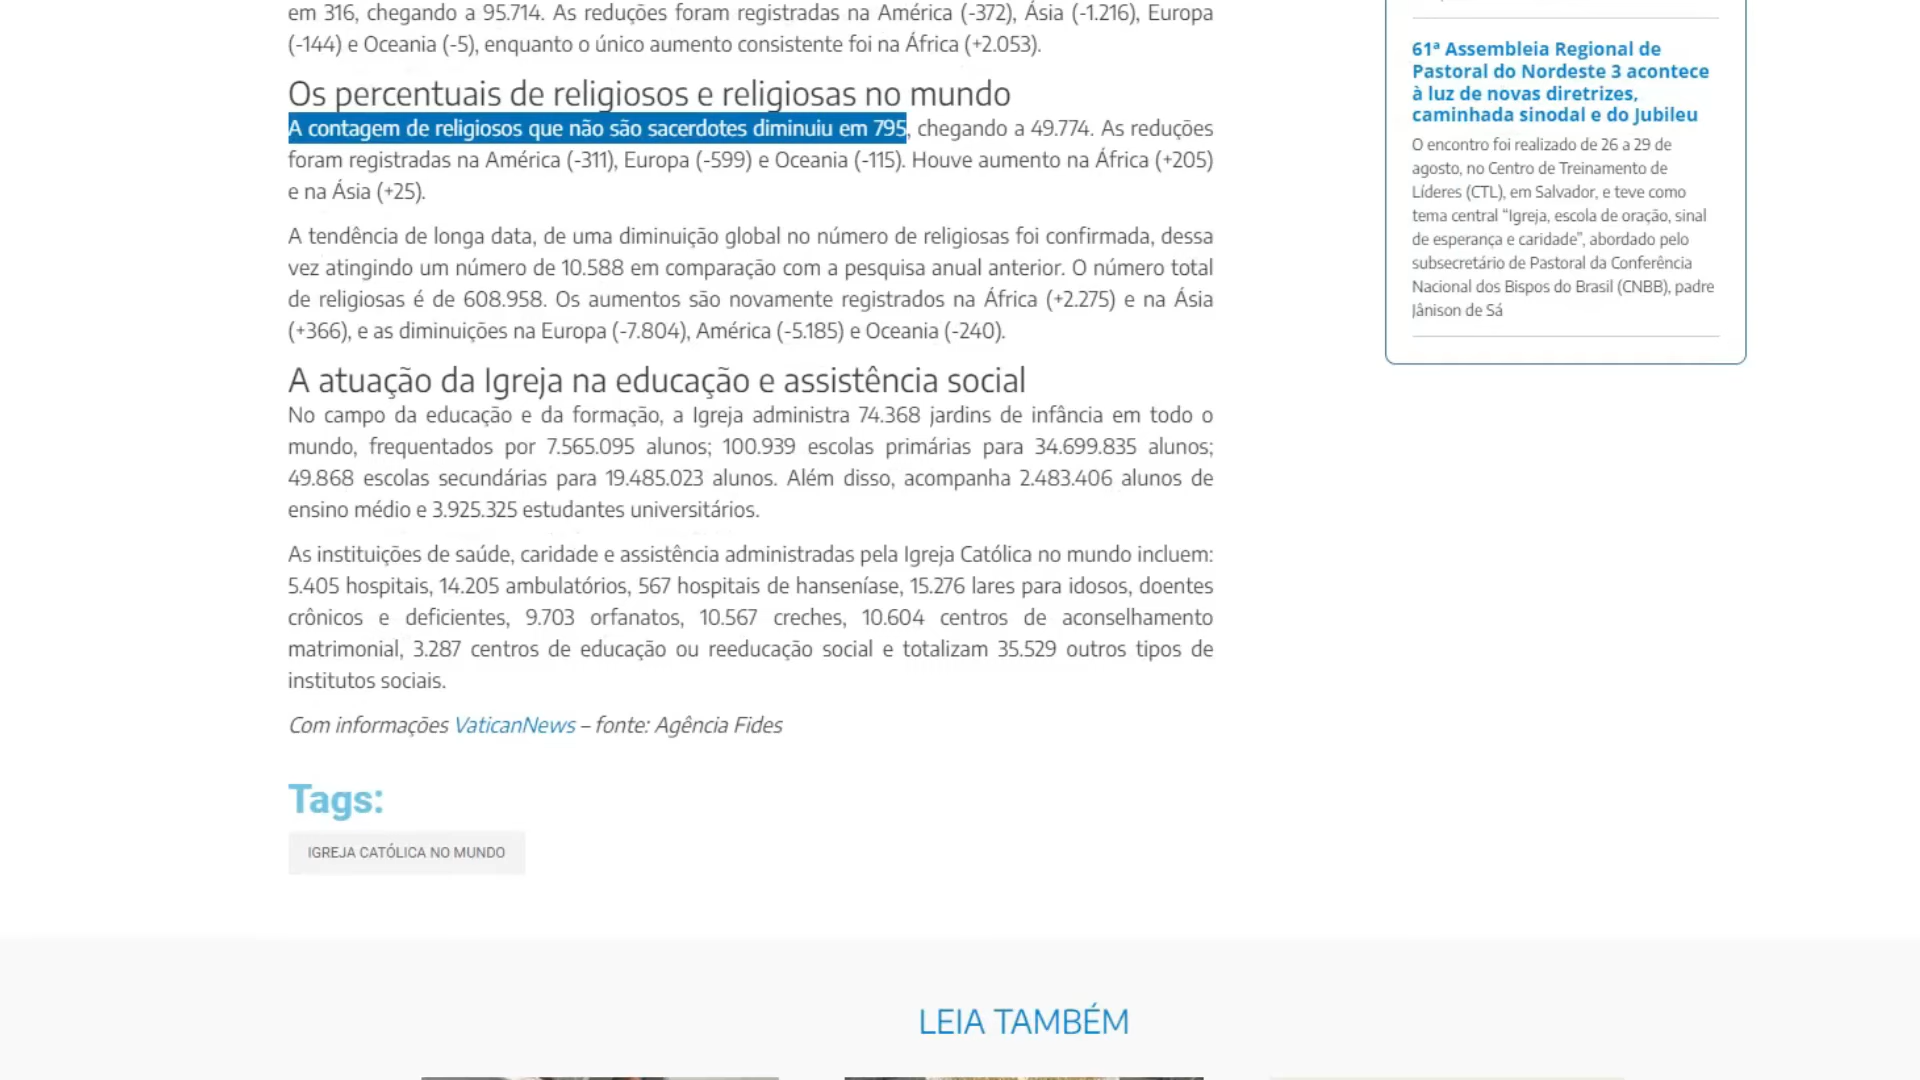 em 316, chegando a 95.714. As reduções foram registradas na América (-372), Ásia (-1.216), Europa
(-144) e Oceania (-5), enquanto o único aumento consistente foi na África (+2.053).
Os percentuais de religiosos e religiosas no mundo
A contagem de religiosos que não são sacerdotes diminuiu em 795, chegando a 49.774. As reduções
foram registradas na América (-311), Europa (-599) e Oceania (-115). Houve aumento na África (+205)
e na Ásia (+25).
A tendência de longa data, de uma diminuição global no número de religiosas foi confirmada, dessa
vez atingindo um número de 10.588 em comparação com a pesquisa anual anterior. O número total
de religiosas é de 608.958. Os aumentos são novamente registrados na África (+2.275) e na Ásia
(+366), e as diminuições na Europa (-7.804), América (-5.185) e Oceania (-240).
A atuação da Igreja na educação e assistência social
No campo da educação e da formação, a Igreja administra 74.368 jardins de infância em todo o
mundo, frequentados por 7.565.095 alunos; 100.939 escolas primárias para 34.699.835 alunos;
49.868 escolas secundárias para 19.485.023 alunos. Além disso, acompanha 2.483.406 alunos de
ensino médio e 3.925.325 estudantes universitários.
As instituições de saúde, caridade e assistência administradas pela Igreja Católica no mundo incluem:
5.405 hospitais, 14.205 ambulatórios, 567 hospitais de hanseníase, 15.276 lares para idosos, doentes
crônicos e deficientes, 9.703 orfanatos, 10.567 creches, 10.604 centros de aconselhamento
matrimonial, 3.287 centros de educação ou reeducação social e totalizam 35.529 outros tipos de
institutos sociais.
Com informações VaticanNews – fonte: Agência Fides
Tags:
IGREJA CATÓLICA NO MUNDO
61ª Assembleia Regional de
Pastoral do Nordeste 3 acontece
à luz de novas diretrizes,
caminhada sinodal e do Jubileu
O encontro foi realizado de 26 a 29 de
agosto, no Centro de Treinamento de
Líderes (CTL), em Salvador, e teve como
tema central “Igreja, escola de oração, sinal
de esperança e caridade”, abordado pelo
subsecretário de Pastoral da Conferência
Nacional dos Bispos do Brasil (CNBB), padre
Jânison de Sá
LEIA TAMBÉM